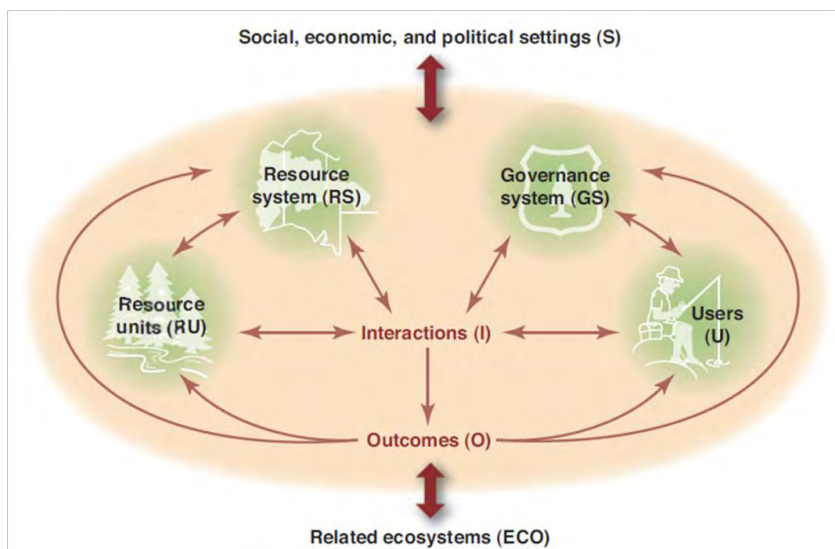 Social, economic, and political settings (S)
Resource
system (RS)
Governance
system (GS)
Resource
units (RU)
Interactions (I)
Users
(U)
Outcomes (O)
Related ecosystems (ECO)